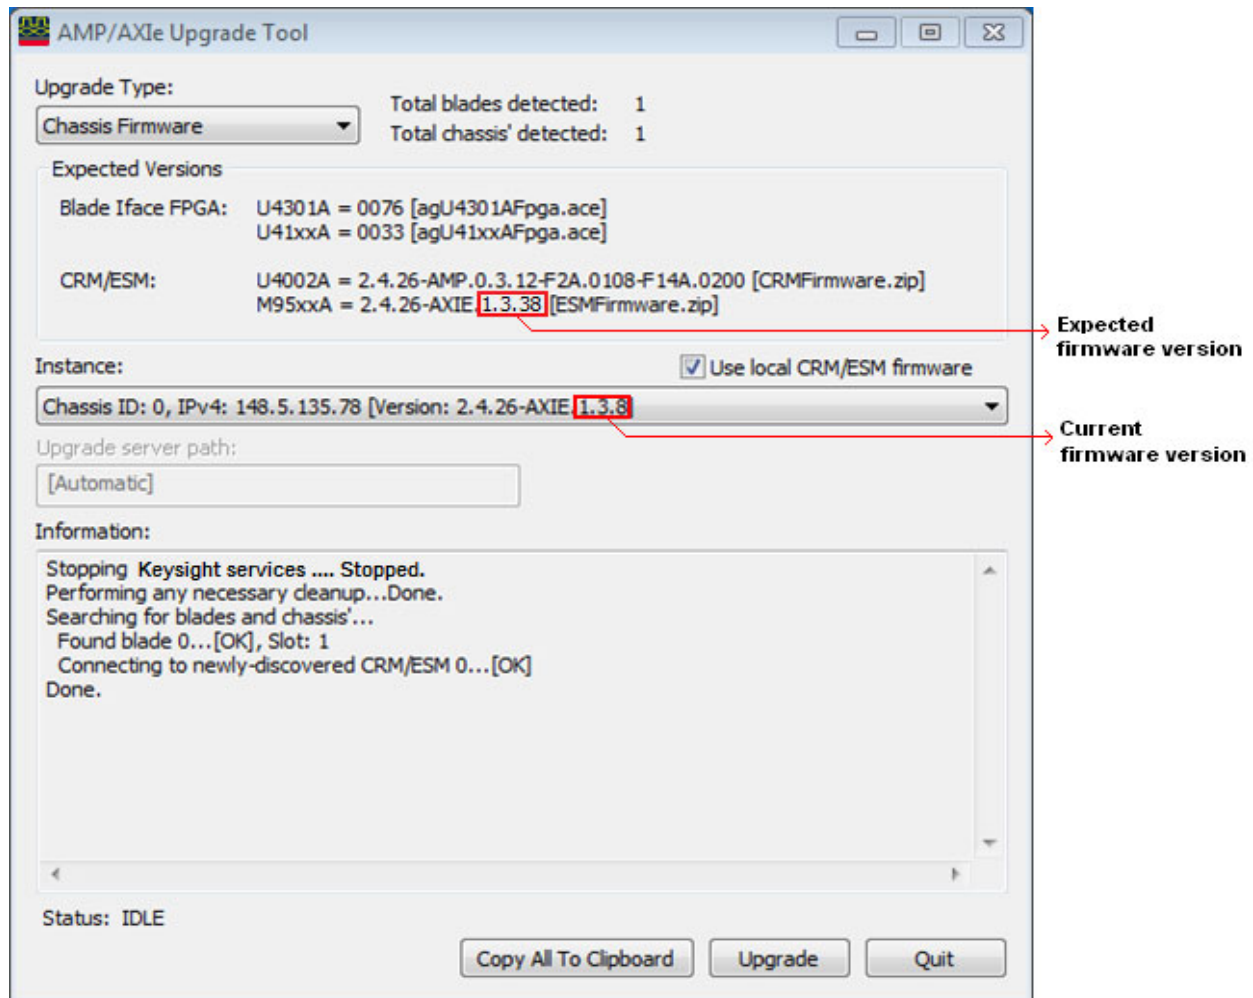 AMP/AXIe Upgrade Tool
Upgrade Type:
Chassis Firmware
Total blades detected: 1
Total chassis' detected: 1
Expected Versions
Blade Iface FPGA: U4301A = 0076 [agU4301AFpga.ace]
U41xxA = 0033 [agU41xxAFpga.ace]
CRM/ESM: U4002A = 2.4.26-AMP.0.3.12-F2A.0108-F14A.0200 [CRMFirmware.zip]
M95xxA = 2.4.26-AXIE.1.3.38 [ESMFirmware.zip]
Expected
firmware version
Instance:
Use local CRM/ESM firmware
Chassis ID: 0, IPv4: 148.5.135.78 [Version: 2.4.26-AXIE.1.3.8]
Current
firmware version
Upgrade server path:
[Automatic]
Information:
Stopping Keysight services .... Stopped.
Performing any necessary cleanup...Done.
Searching for blades and chassis'...
Found blade 0...[OK], Slot: 1
Connecting to newly-discovered CRM/ESM 0...[OK]
Done.
Status: IDLE
Copy All To Clipboard
Upgrade
Quit